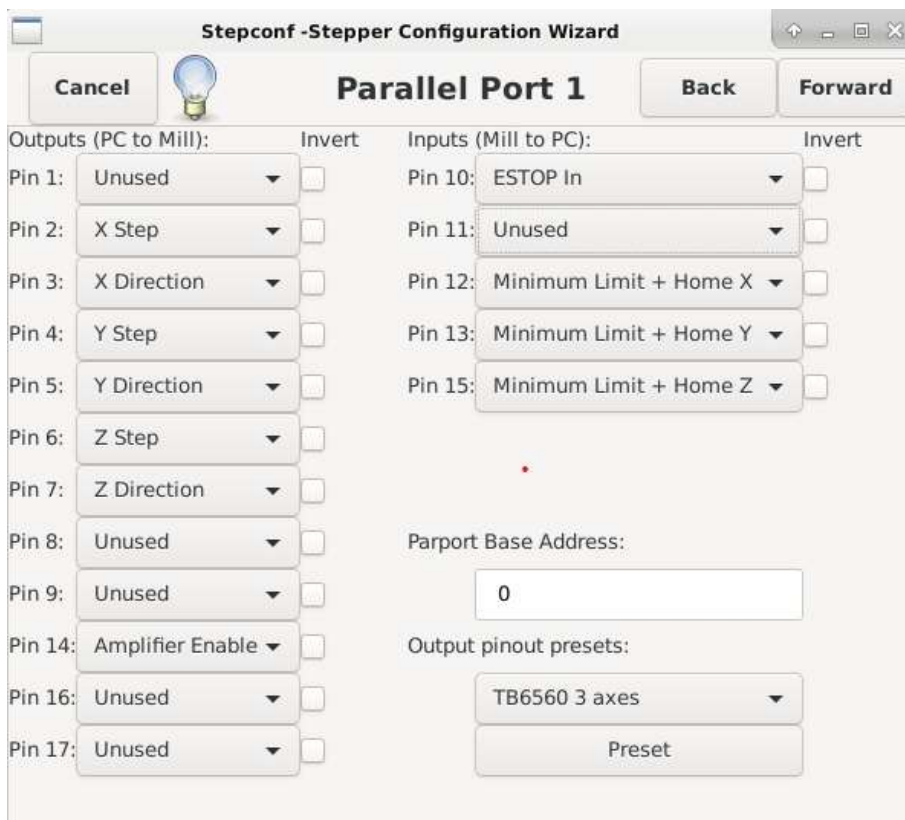 Stepconf -Stepper Configuration Wizard
Cancel Parallel Port 1 Back Forward
Outputs (PC to Mill): Invert Inputs (Mill to PC): Invert
Pin 1: Unused Pin 10: ESTOP In
Pin 2: X Step Pin 11: Unused
Pin 3: X Direction Pin 12: Minimum Limit + Home X
Pin 4: Y Step Pin 13: Minimum Limit + Home Y
Pin 5: Y Direction Pin 15: Minimum Limit + Home Z
Pin 6: Z Step
Pin 7: Z Direction
Pin 8: Unused Parport Base Address:
Pin 9: Unused 0
Pin 14: Amplifier Enable Output pinout presets:
Pin 16: Unused TB6560 3 axes
Pin 17: Unused Preset